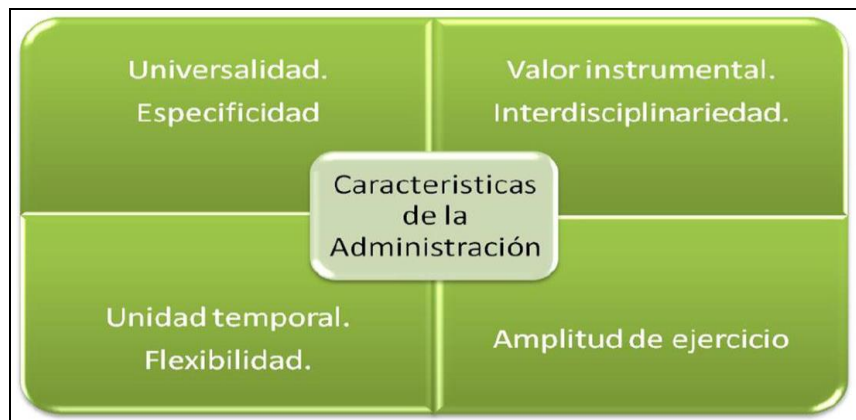 Universalidad.
Especificidad
Valor instrumental.
Interdisciplinariedad.
Caracteristicas
de la
Administración
Unidad temporal.
Flexibilidad.
Amplitud de ejercicio